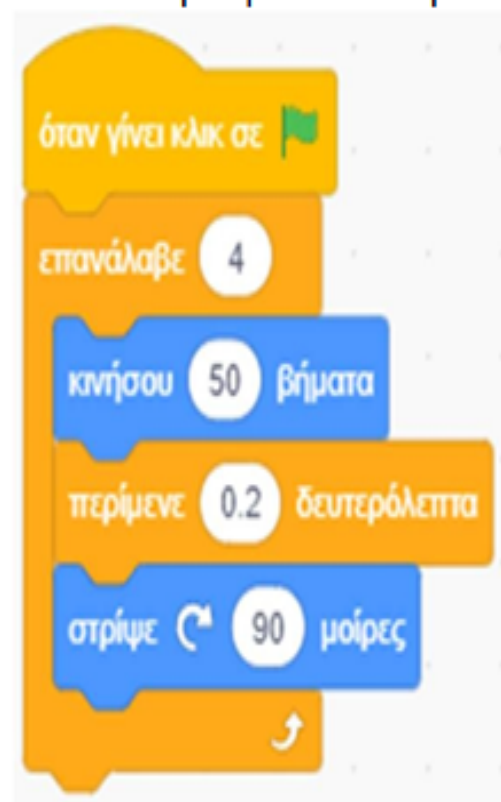 όταν γίνει κλικ σε
επανάλαβε 4
κινήσου 50 βήματα
περίμενε 0.2 δευτερόλεπτα
στρίψε 90 μοίρες